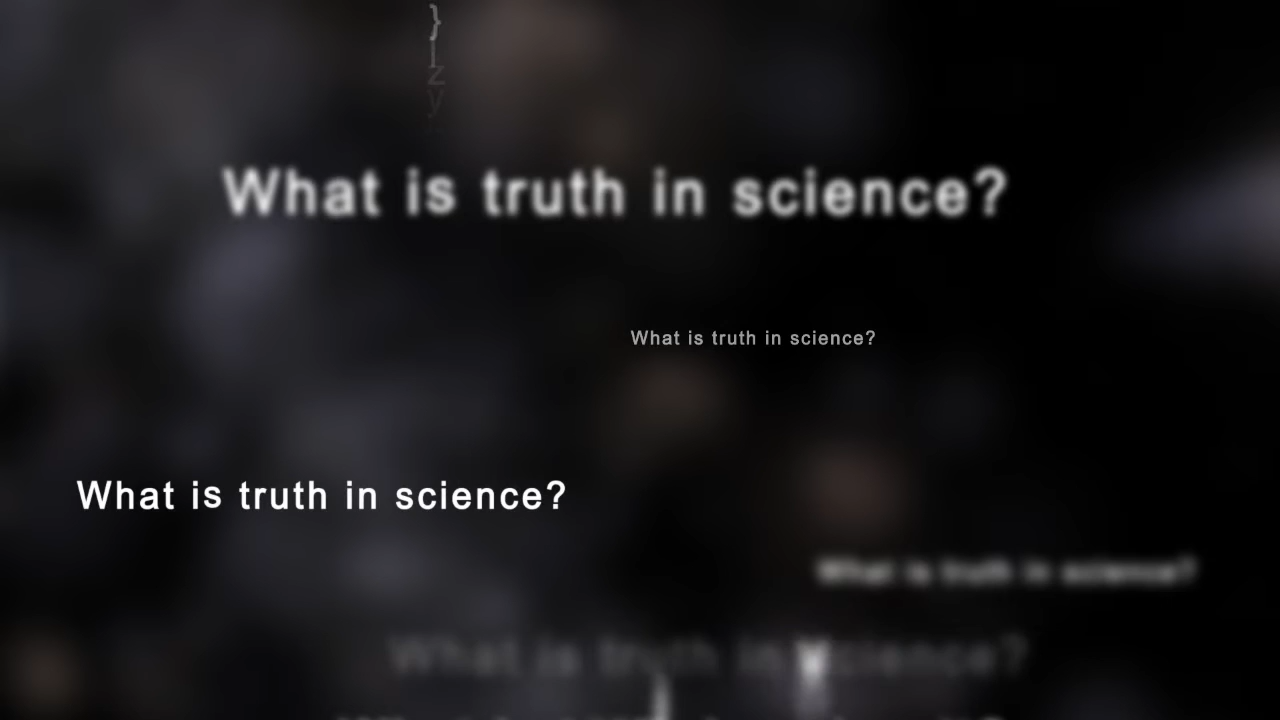 }
|
z
y
What is truth in science?
What is truth in science?
What is truth in science?
What is truth in science?
What is truth in science?